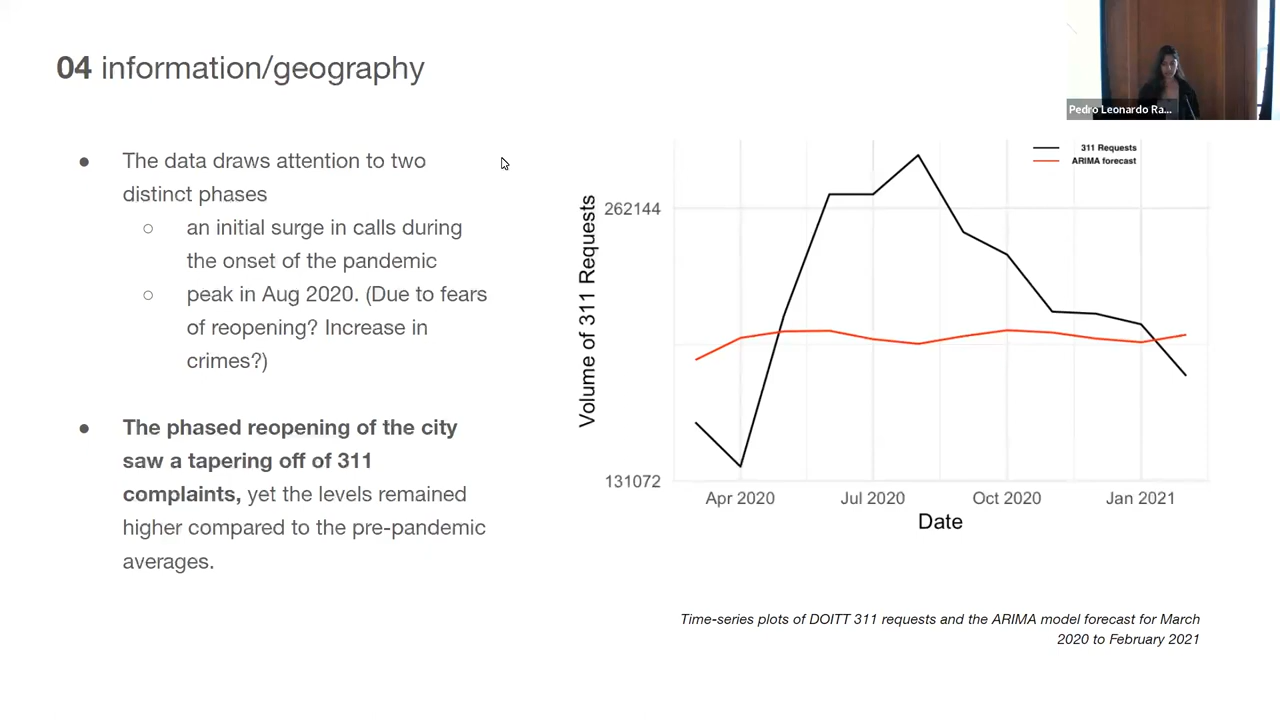 04 information/geography
Pedro Leonardo Ra...
● The data draws attention to two
distinct phases
○ an initial surge in calls during
the onset of the pandemic
○ peak in Aug 2020. (Due to fears
of reopening? Increase in
crimes?)
● The phased reopening of the city
saw a tapering off of 311
complaints, yet the levels remained
higher compared to the pre-pandemic
averages.
311 Requests
ARIMA forecast
Volume of 311 Requests
262144
131072
Apr 2020 Jul 2020 Oct 2020 Jan 2021
Date
Time-series plots of DOITT 311 requests and the ARIMA model forecast for March
2020 to February 2021